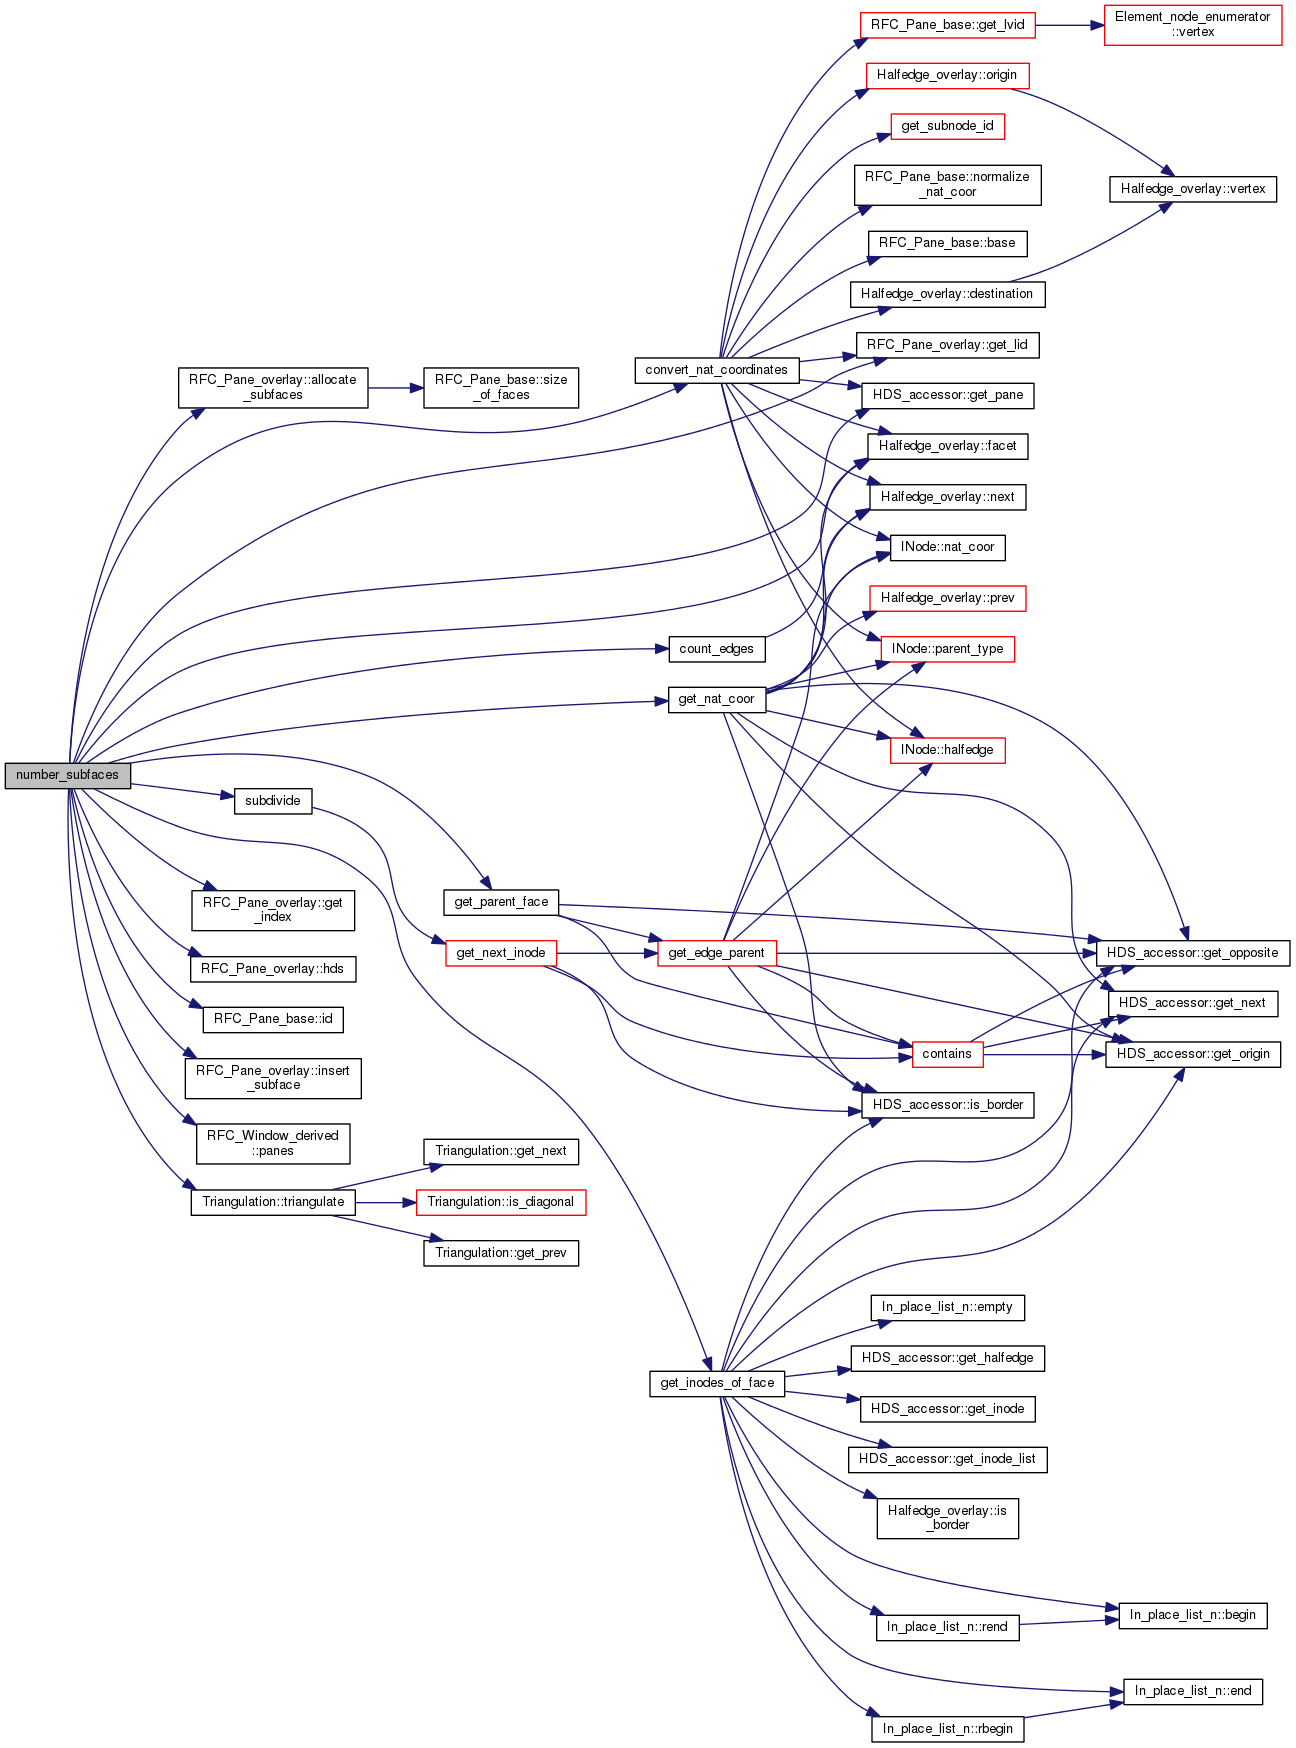 RFC_Pane_base::get_lvid
Element_node_enumerator
::vertex
Halfedge_overlay::origin
get_subnode_id
RFC_Pane_base::normalize
_nat_coor
Halfedge_overlay::vertex
RFC_Pane_base::base
Halfedge_overlay::destination
RFC_Pane_overlay::get_lid
convert_nat_coordinates
RFC_Pane_overlay::allocate
_subfaces
RFC_Pane_base::size
_of_faces
HDS_accessor::get_pane
Halfedge_overlay::facet
Halfedge_overlay::next
INode::nat_coor
Halfedge_overlay::prev
count_edges
INode::parent_type
get_nat_coor
INode::halfedge
number_subfaces
subdivide
get_parent_face
RFC_Pane_overlay::get
_index
get_next_inode
get_edge_parent
HDS_accessor::get_opposite
RFC_Pane_overlay::hds
HDS_accessor::get_next
RFC_Pane_base::id
contains
HDS_accessor::get_origin
RFC_Pane_overlay::insert
_subface
HDS_accessor::is_border
RFC_Window_derived
::panes
Triangulation::get_next
Triangulation::triangulate
Triangulation::is_diagonal
Triangulation::get_prev
In_place_list_n::empty
HDS_accessor::get_halfedge
get_inodes_of_face
HDS_accessor::get_inode
HDS_accessor::get_inode_list
Halfedge_overlay::is
_border
In_place_list_n::begin
In_place_list_n::rend
In_place_list_n::end
In_place_list_n::rbegin